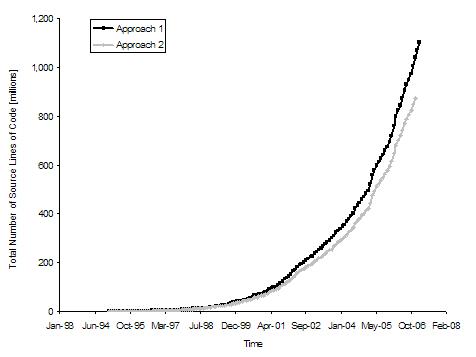 1,200
1,000
800
600
400
200
0
Total Number of Source Lines of Code [millions]
Approach 1
Approach 2
Jan-93 Jun-94 Oct-95 Mar-97 Jul-98 Dec-99 Apr-01 Sep-02 Jan-04 May-05 Oct-06 Feb-08
Time